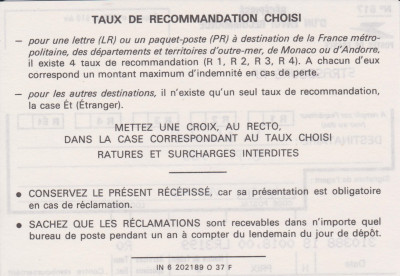 TAUX DE RECOMMANDATION CHOISI
— pour une lettre (LR) ou un paquet-poste (PR) à destination de la France métro-
politaine, des départements et territoires d'outre-mer, de Monaco ou d'Andorre,
il existe 4 taux de recommandation (R 1, R 2, R 3, R 4). A chacun d'eux
correspond un montant maximum d'indemnité en cas de perte.
— pour les autres destinations, il n'existe qu'un seul taux de recommandation,
la case Ét (Étranger).
METTEZ UNE CROIX, AU RECTO,
DANS LA CASE CORRESPONDANT AU TAUX CHOISI
RATURES ET SURCHARGES INTERDITES
● CONSERVEZ LE PRÉSENT RÉCÉPISSÉ, car sa présentation est obligatoire
en cas de réclamation.
● SACHEZ QUE LES RÉCLAMATIONS sont recevables dans n'importe quel
bureau de poste pendant un an à compter du lendemain du jour de dépôt.
IN 6 202189 O 37 F